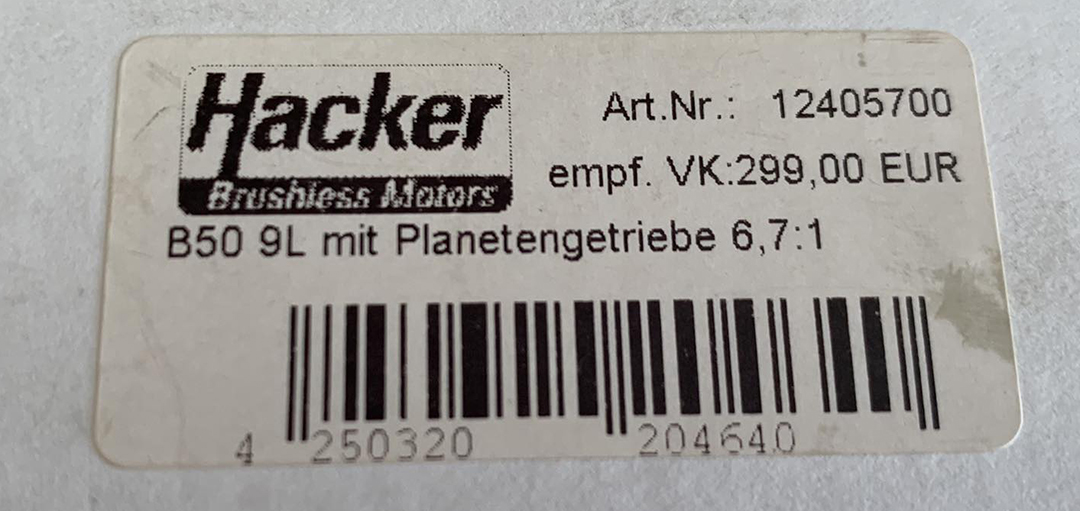 Hacker
Brushless Motors
Art.Nr.: 12405700
empf. VK:299,00 EUR
B50 9L mit Planetengetriebe 6,7:1
4 250320 204640